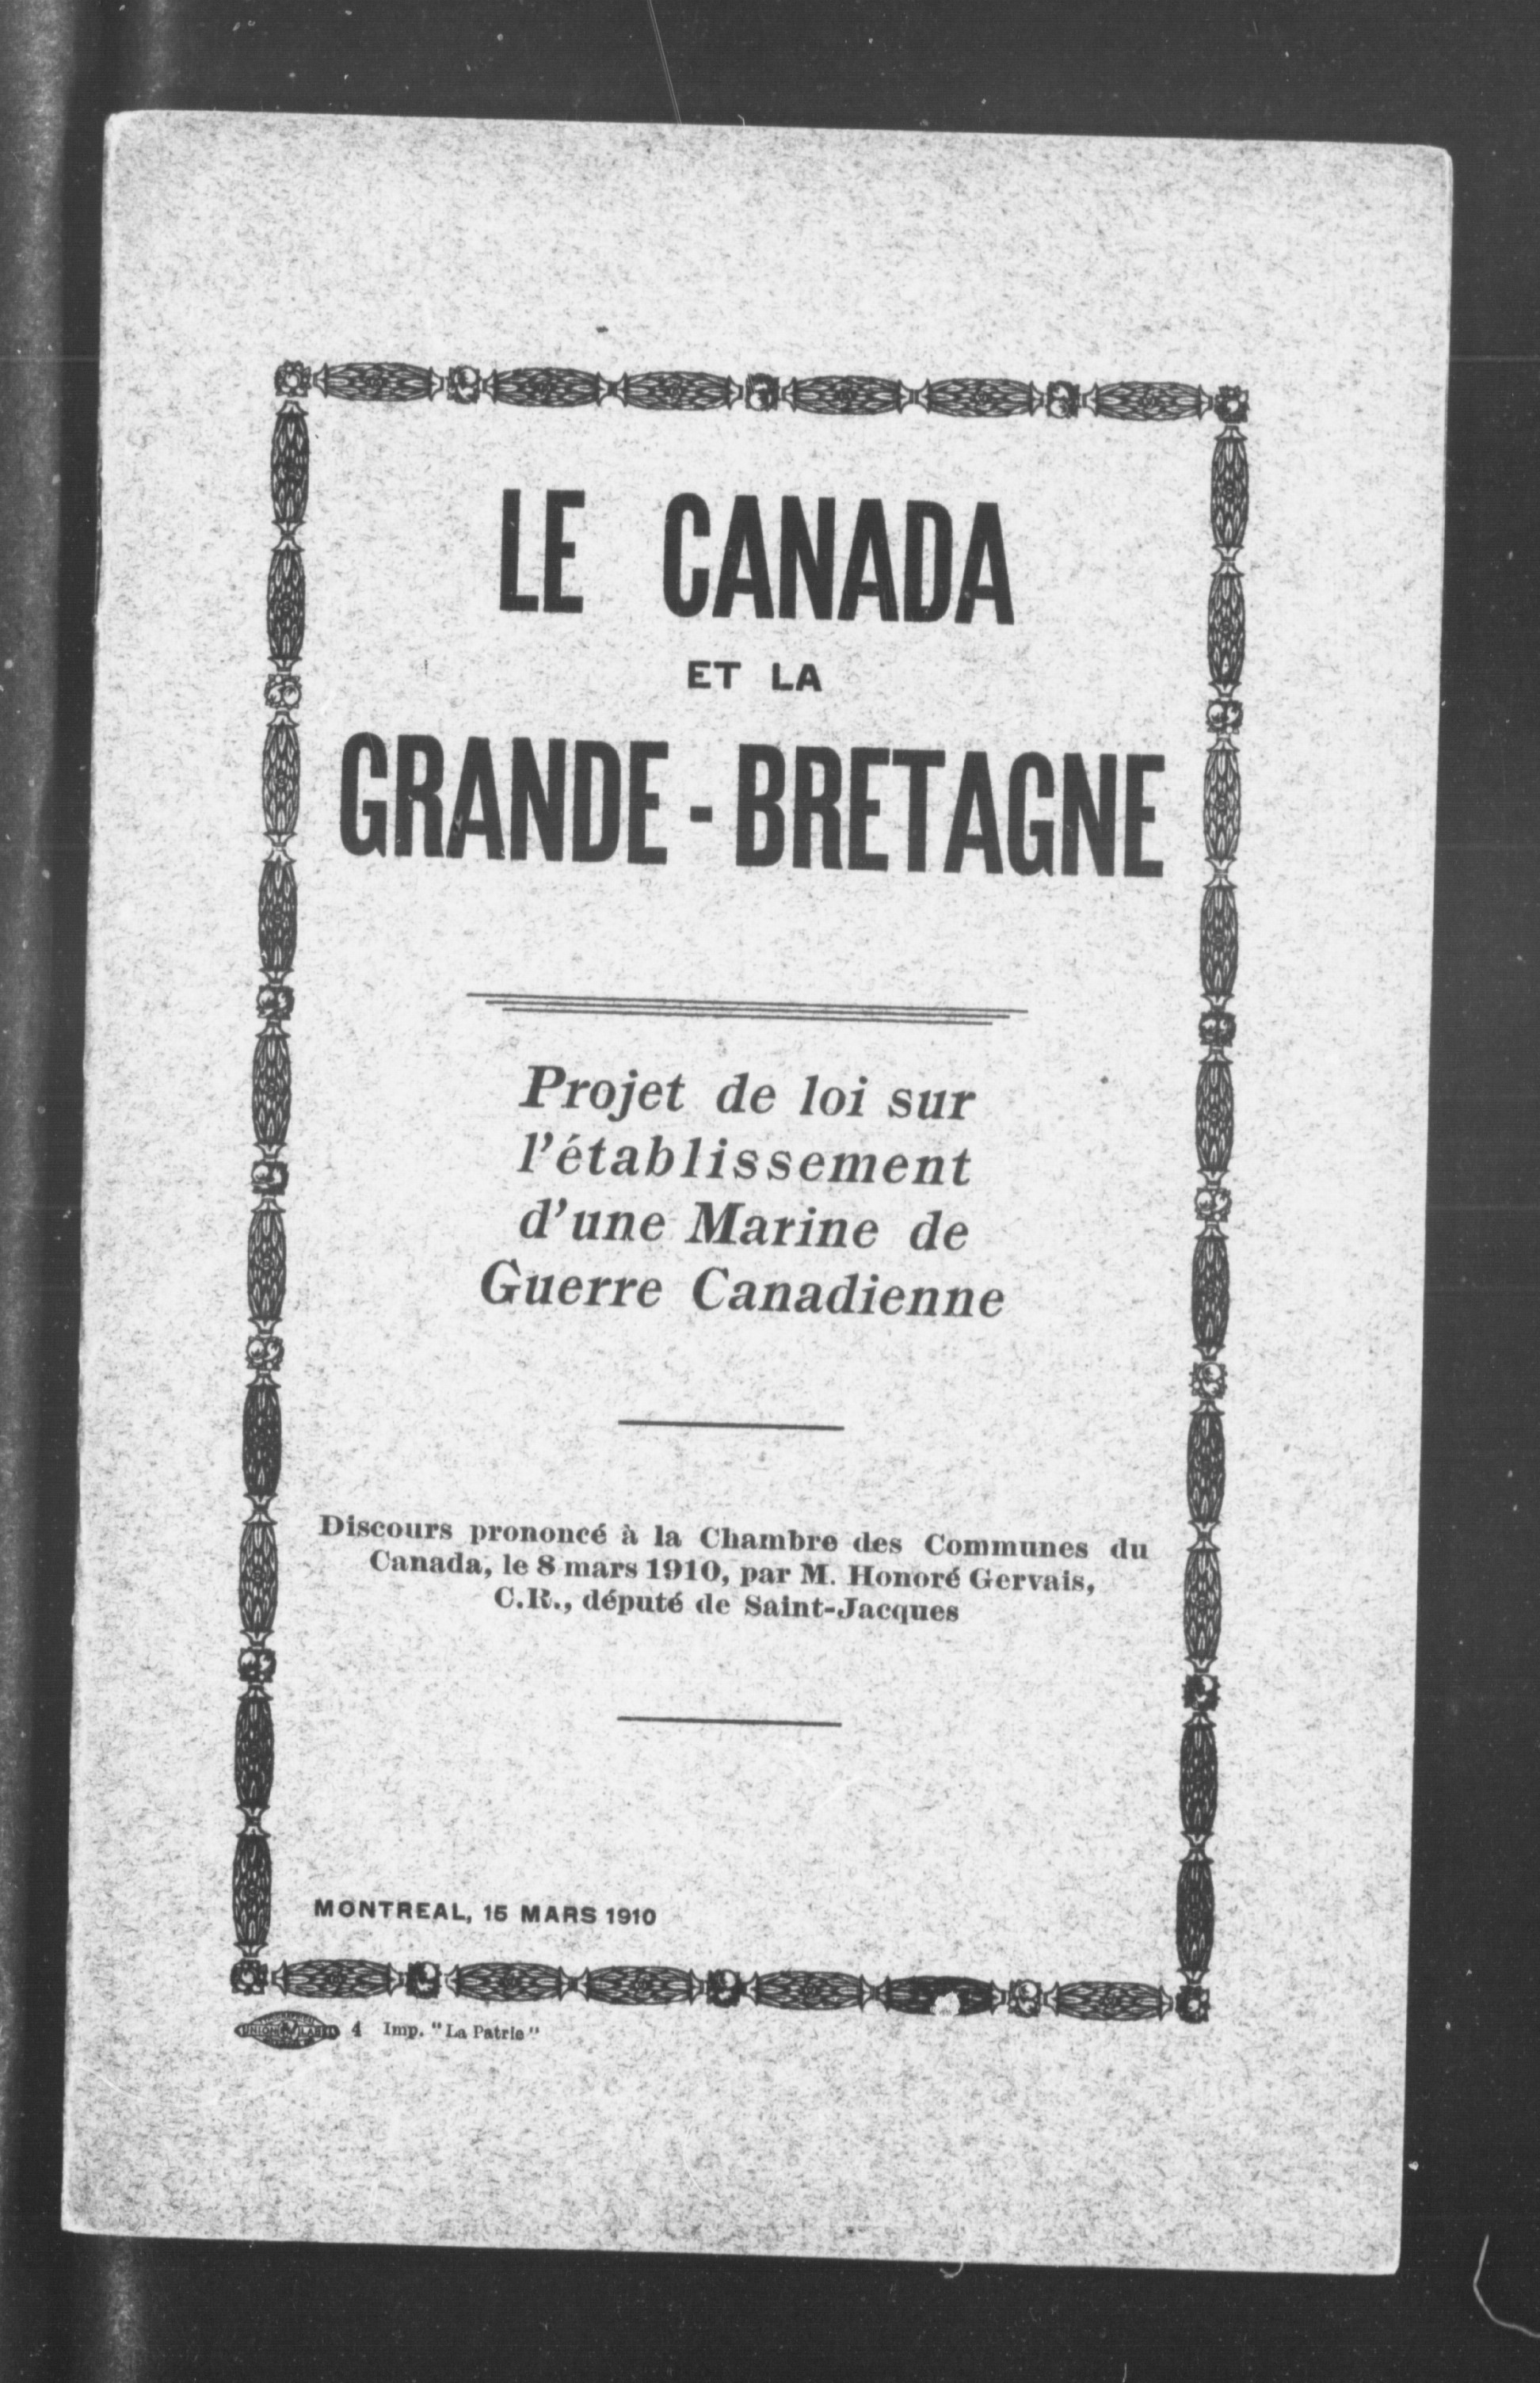 LE CANADA
ET LA
GRANDE - BRETAGNE
Projet de loi sur
l'établissement
d'une Marine de
Guerre Canadienne
Discours prononcé à la Chambre des Communes du
Canada, le 8 mars 1910, par M. Honoré Gervais,
C.R., député de Saint-Jacques
MONTREAL, 15 MARS 1910
UNION LABEL 4 Imp. "La Patrie"